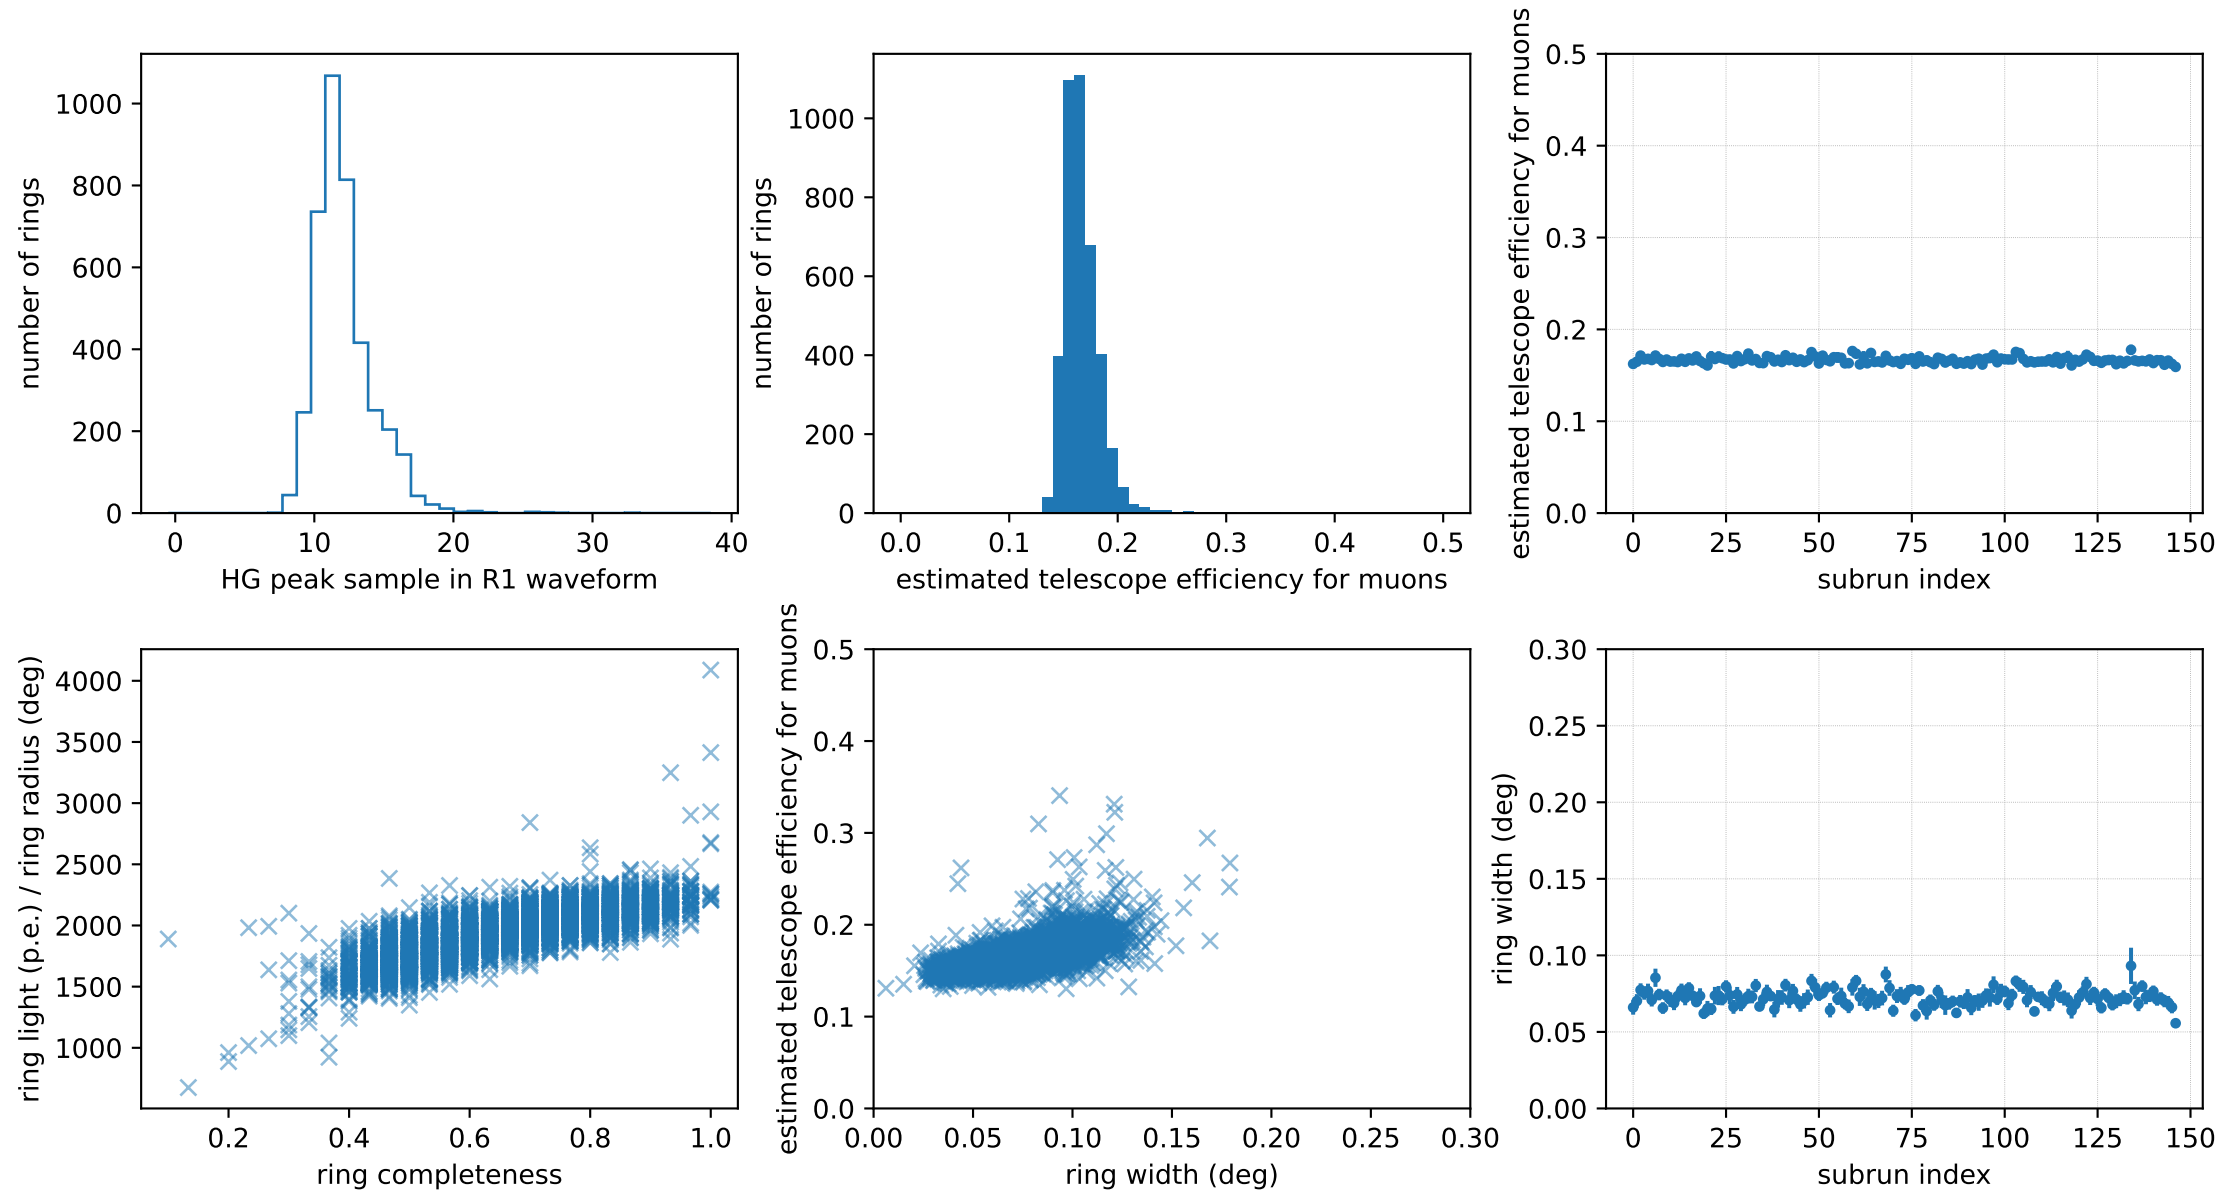 number of rings
1000
800
600
400
200
0
0 10 20 30 40
HG peak sample in R1 waveform
number of rings
1000
800
600
400
200
0
0.0 0.1 0.2 0.3 0.4 0.5
estimated telescope efficiency for muons
estimated telescope efficiency for muons
0.5
0.4
0.3
0.2
0.1
0.0
0 25 50 75 100 125 150
subrun index
ring light (p.e.) / ring radius (deg)
4000
3500
3000
2500
2000
1500
1000
0.2 0.4 0.6 0.8 1.0
ring completeness
estimated telescope efficiency for muons
0.5
0.4
0.3
0.2
0.1
0.0
0.00 0.05 0.10 0.15 0.20 0.25 0.30
ring width (deg)
ring width (deg)
0.30
0.25
0.20
0.15
0.10
0.05
0.00
0 25 50 75 100 125 150
subrun index